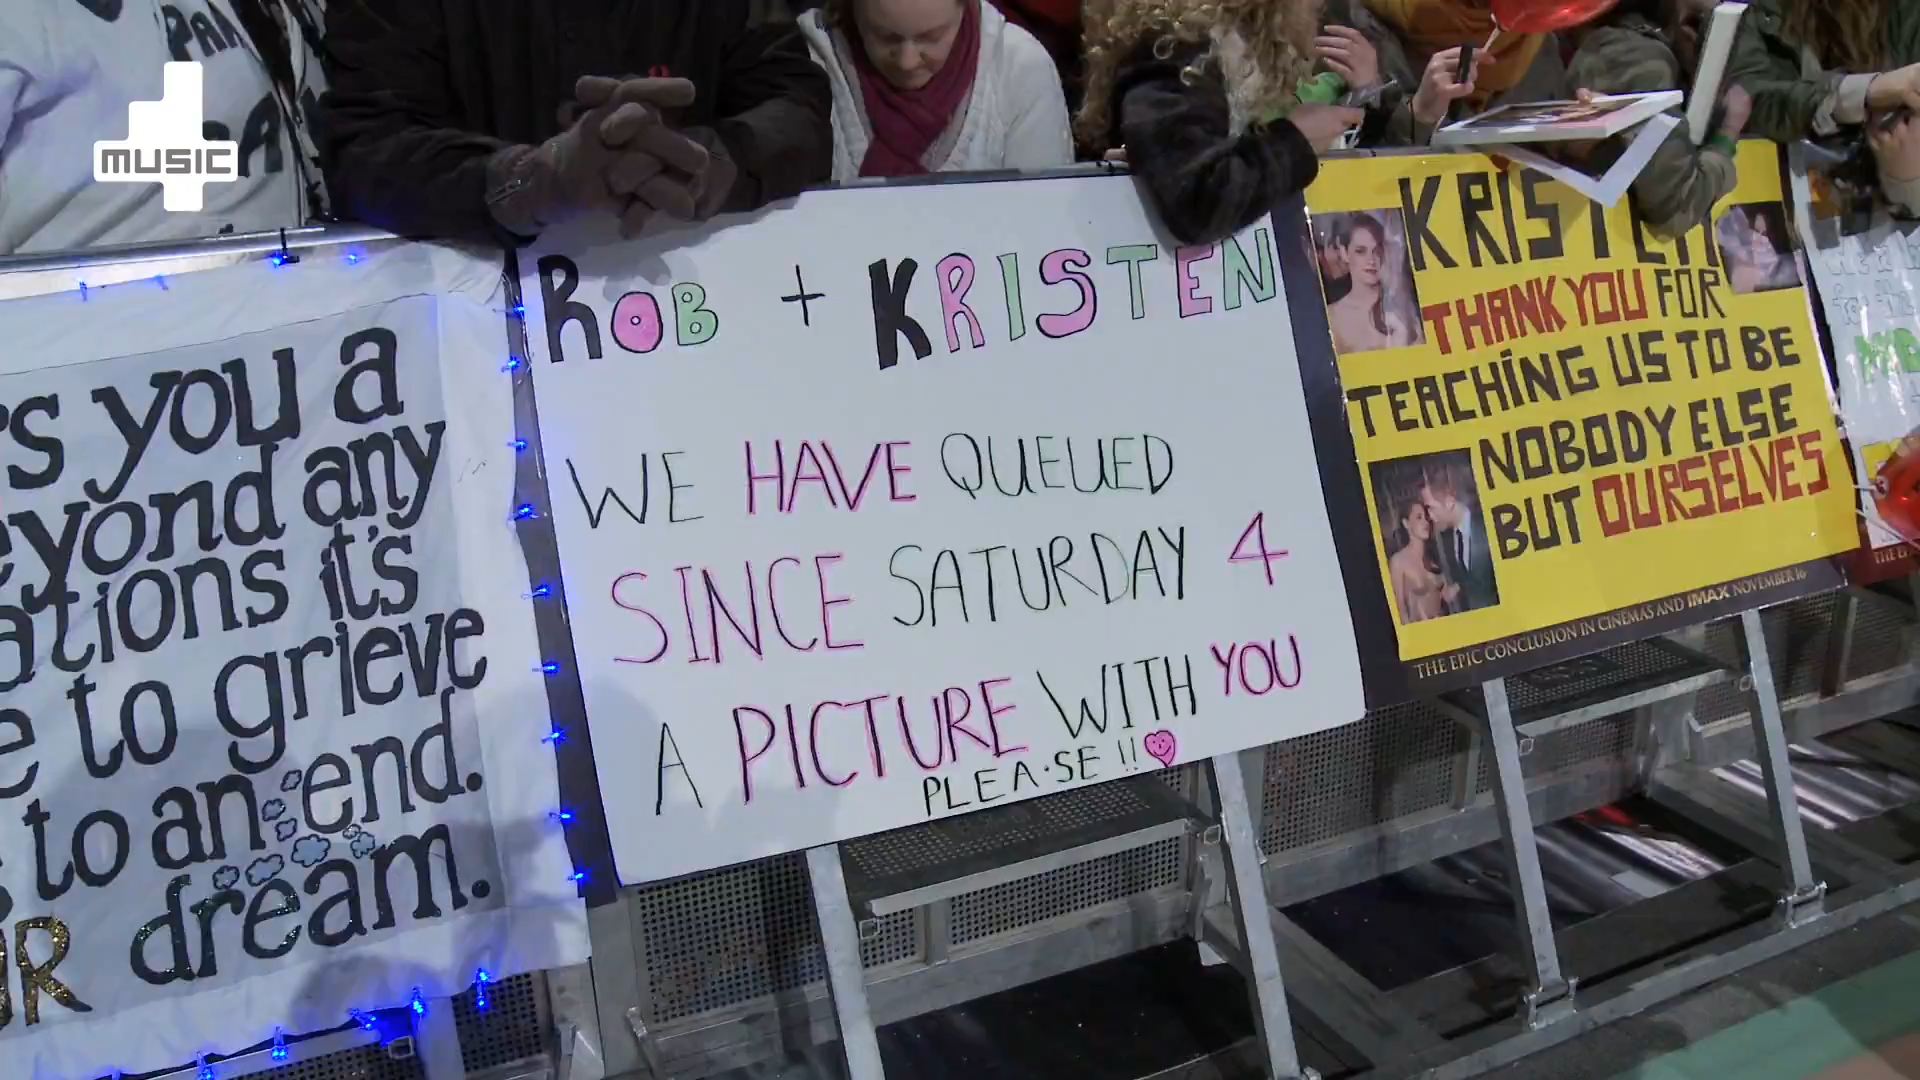 MUSIC
rs you a
eyond any
ations it's
e to grieve
to an end.
dream.
ROB + KRISTEN
WE HAVE QUEUED
SINCE SATURDAY 4
A PICTURE WITH YOU
PLEASE !!
KRISTEN
THANK YOU FOR
TEACHING US TO BE
NOBODY ELSE
BUT OURSELVES
THE EPIC CONCLUSION IN CINEMAS AND IMAX NOVEMBER 16